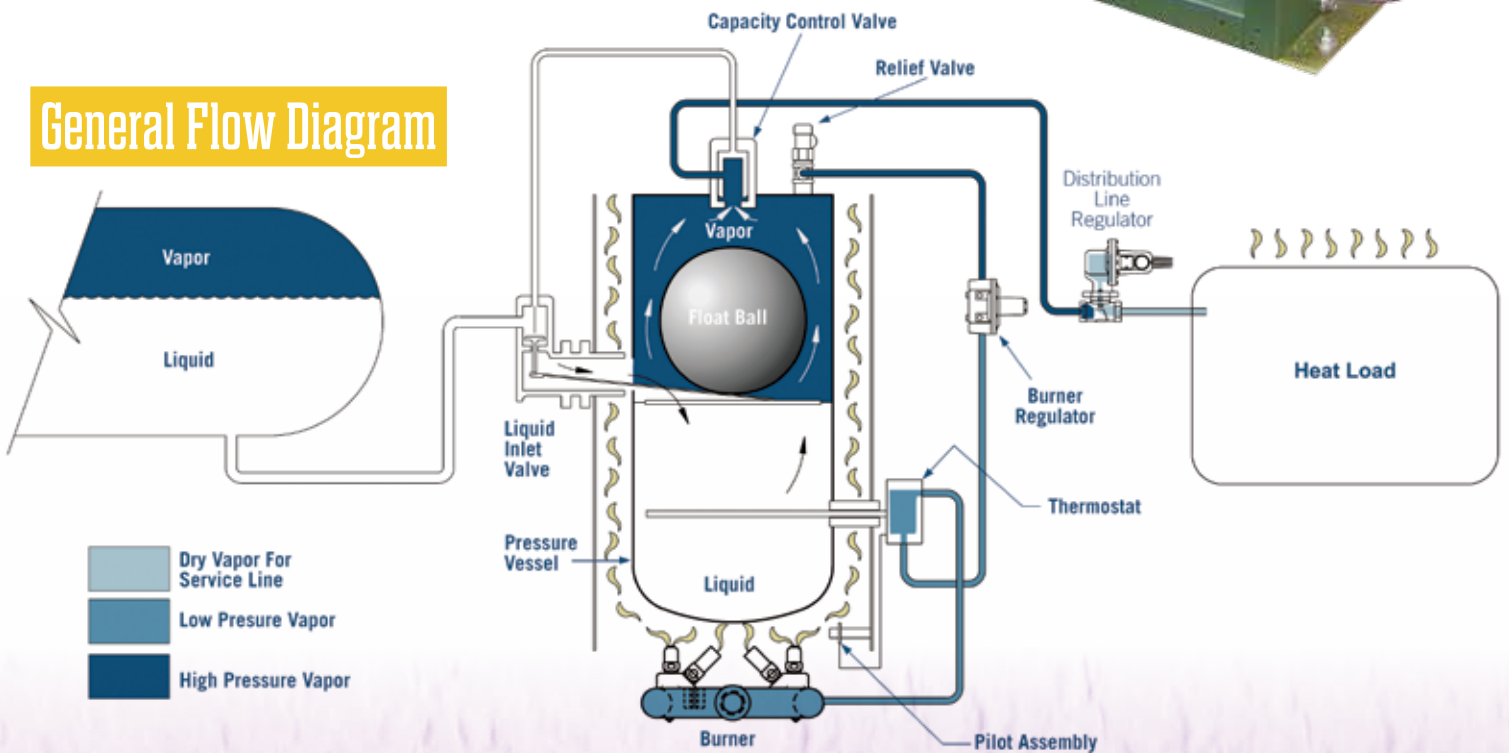 Capacity Control Valve
Relief Valve
General Flow Diagram
Distribution
Line
Regulator
Vapor
Vapor
Float Ball
Liquid
Heat Load
Burner
Regulator
Liquid
Inlet
Valve
Thermostat
Pressure
Vessel
Dry Vapor For
Service Line
Liquid
Low Presure Vapor
High Pressure Vapor
Burner
Pilot Assembly